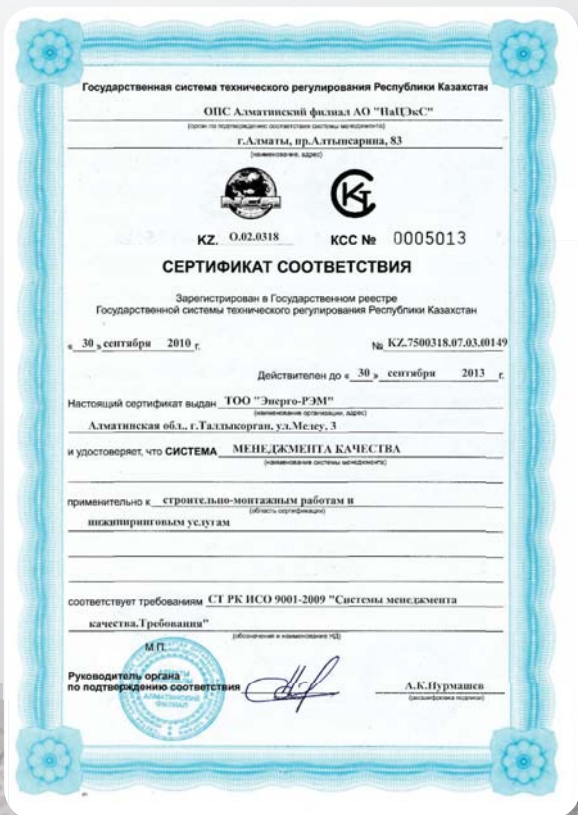 Государственная система технического регулирования Республики Казахстан
ОПС Алматинский филиал АО "НаЦЭкС"
(орган по подтверждению соответствия системы менеджмента)
г.Алматы, пр.Алтынсарина, 83
(наименование, адрес)
KZ. О.02.0318 КСС № 0005013
СЕРТИФИКАТ СООТВЕТСТВИЯ
Зарегистрирован в Государственном реестре
Государственной системы технического регулирования Республики Казахстан
« 30 » сентября 2010 г. № KZ.7500318.07.03.00149
Действителен до « 30 » сентября 2013 г.
Настоящий сертификат выдан ТОО "Энерго-РЭМ"
(наименование организации, адрес)
Алматинская обл., г.Талдыкорган, ул.Медеу, 3
и удостоверяет, что СИСТЕМА МЕНЕДЖМЕНТА КАЧЕСТВА
(наименование системы менеджмента)
применительно к строительно-монтажным работам и
(область сертификации)
инжиниринговым услугам
соответствует требованиям СТ РК ИСО 9001-2009 "Системы менеджмента
качества.Требования"
(обозначения и наименование НД)
М.П.
Руководитель органа
по подтверждению соответствия А.К.Нурмашев
(расшифровка подписи)
АЛМАТИНСКИЙ
ФИЛИАЛ